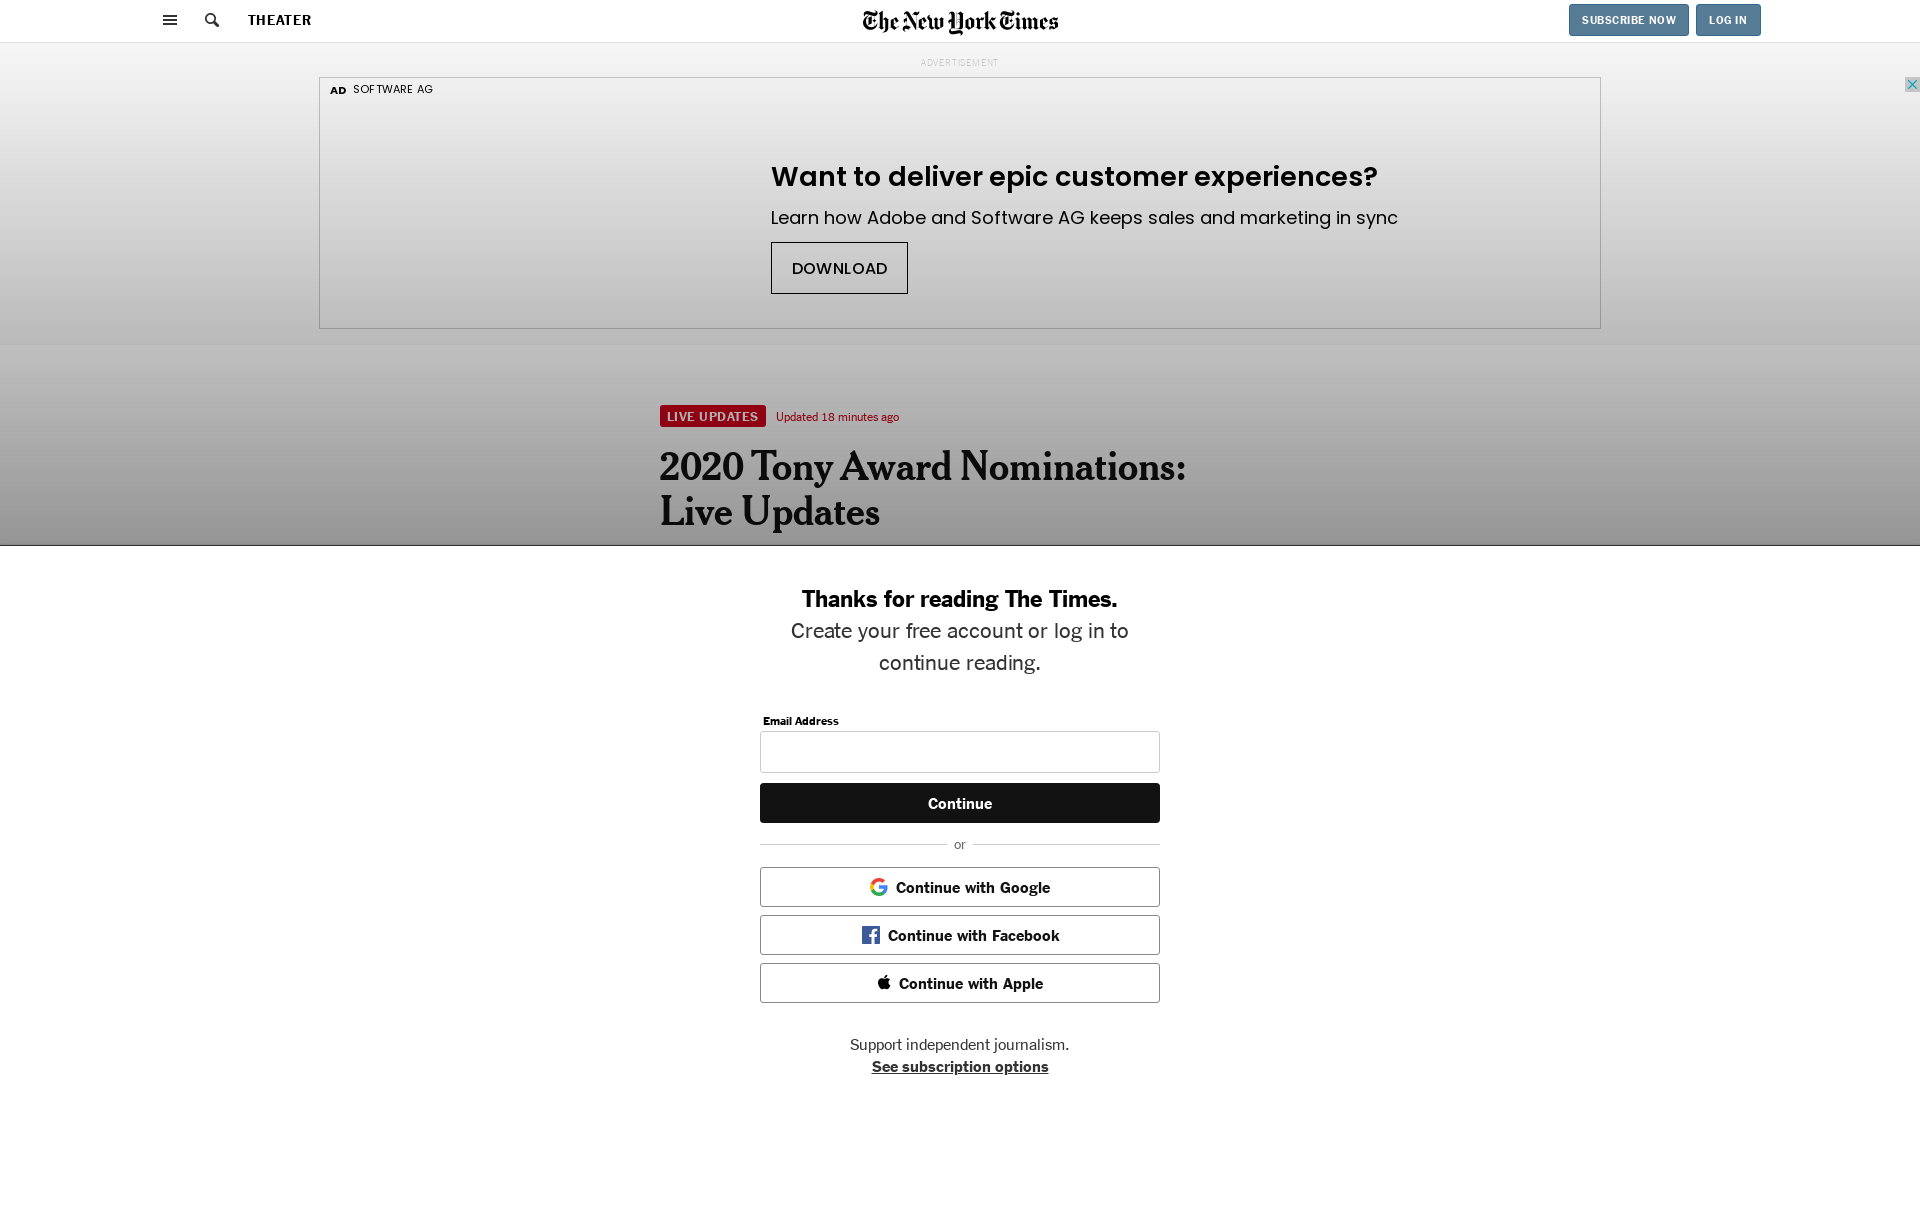 THEATER
The New York Times
SUBSCRIBE NOW
LOG IN
ADVERTISEMENT
AD SOFTWARE AG
Want to deliver epic customer experiences?
Learn how Adobe and Software AG keeps sales and marketing in sync
DOWNLOAD
LIVE UPDATES
Updated 18 minutes ago
2020 Tony Award Nominations:
Live Updates
Thanks for reading The Times.
Create your free account or log in to
continue reading.
Email Address
Continue
or
Continue with Google
Continue with Facebook
Continue with Apple
Support independent journalism.
See subscription options